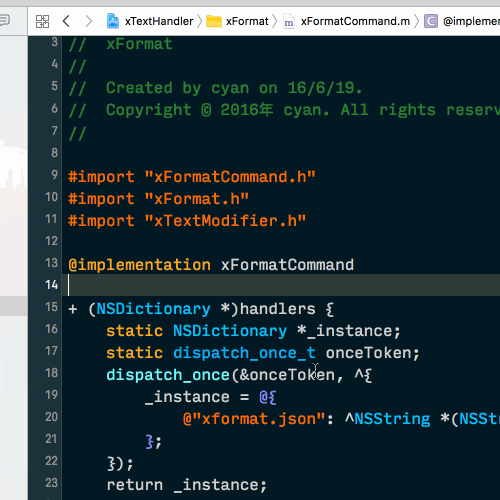 xTextHandler xFormat m xFormatCommand.m C @implemen
3 // xFormat
4 //
5 // Created by cyan on 16/6/19.
6 // Copyright @ 2016年 cyan. All rights reserv
7 //
8
9 #import "xFormatCommand.h"
10 #import "xFormat.h"
11 #import "xTextModifier.h"
12
13 @implementation xFormatCommand
14
15 + (NSDictionary *)handlers {
16 static NSDictionary *_instance;
17 static dispatch_once_t onceToken;
18 dispatch_once(&onceToken, ^{
19 _instance = @{
20 @"xformat.json": ^NSString *(NSStr
21 };
22 });
23 return _instance;